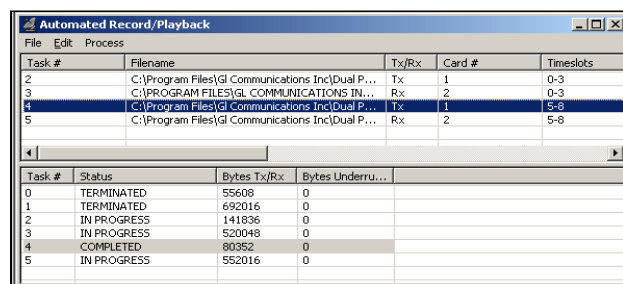 Automated Record/Playback
File Edit Process
Task # Filename Tx/Rx Card # Timeslots
2 C:\Program Files\Gl Communications Inc\Dual P... Tx 1 0-3
3 C:\PROGRAM FILES\GL COMMUNICATIONS IN... Rx 2 0-3
4 C:\Program Files\Gl Communications Inc\Dual P... Tx 1 5-8
5 C:\Program Files\Gl Communications Inc\Dual P... Rx 2 5-8
Task # Status Bytes Tx/Rx Bytes Underru...
0 TERMINATED 55608 0
1 TERMINATED 692016 0
2 IN PROGRESS 141836 0
3 IN PROGRESS 520048 0
4 COMPLETED 80352 0
5 IN PROGRESS 552016 0